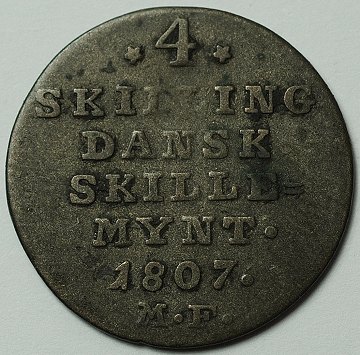 * 4 *
SKILLING
DANSK
SKILLE=
MYNT.
1807.
M.F.